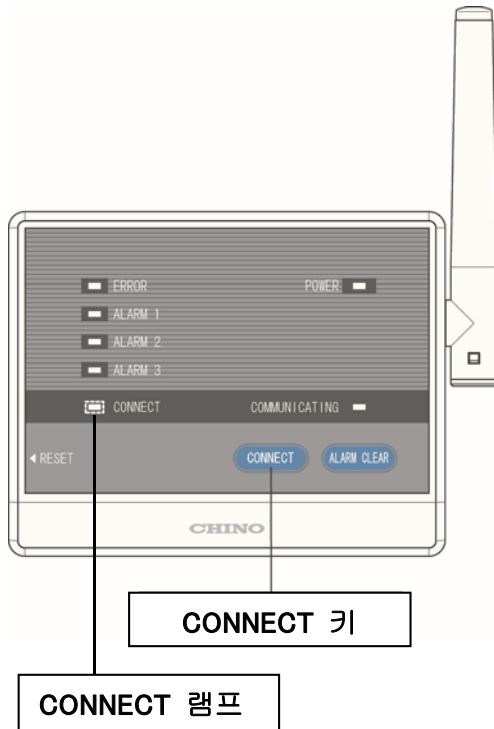 ERROR POWER
ALARM 1
ALARM 2
ALARM 3
CONNECT COMMUNICATING
◀ RESET CONNECT ALARM CLEAR
CHINO
CONNECT 키
CONNECT 램프